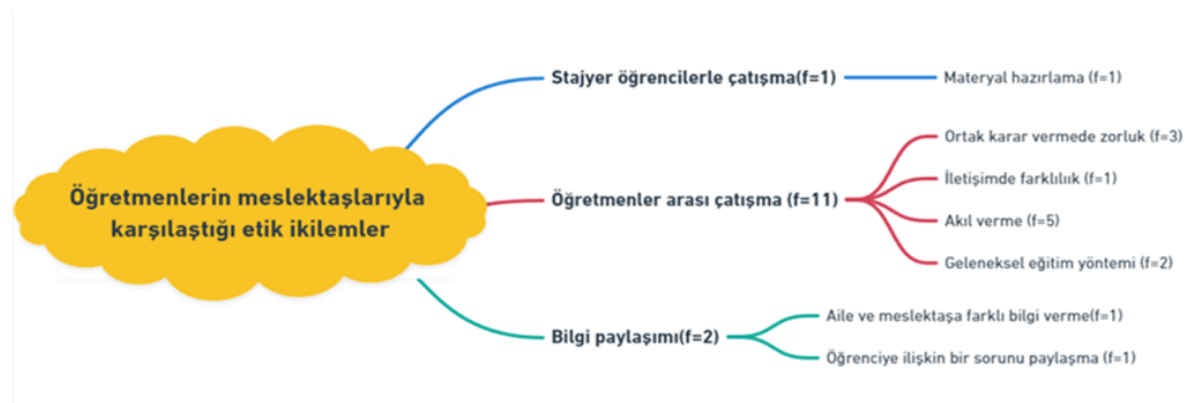 Öğretmenlerin meslektaşlarıyla
karşılaştığı etik ikilemler
Stajyer öğrencilerle çatışma(f=1)
Materyal hazırlama (f=1)
Öğretmenler arası çatışma (f=11)
Ortak karar vermede zorluk (f=3)
İletişimde farklılıık (f=1)
Akıl verme (f=5)
Geleneksel eğitim yöntemi (f=2)
Bilgi paylaşımı(f=2)
Aile ve meslektaşa farklı bilgi verme(f=1)
Öğrenciye ilişkin bir sorunu paylaşma (f=1)